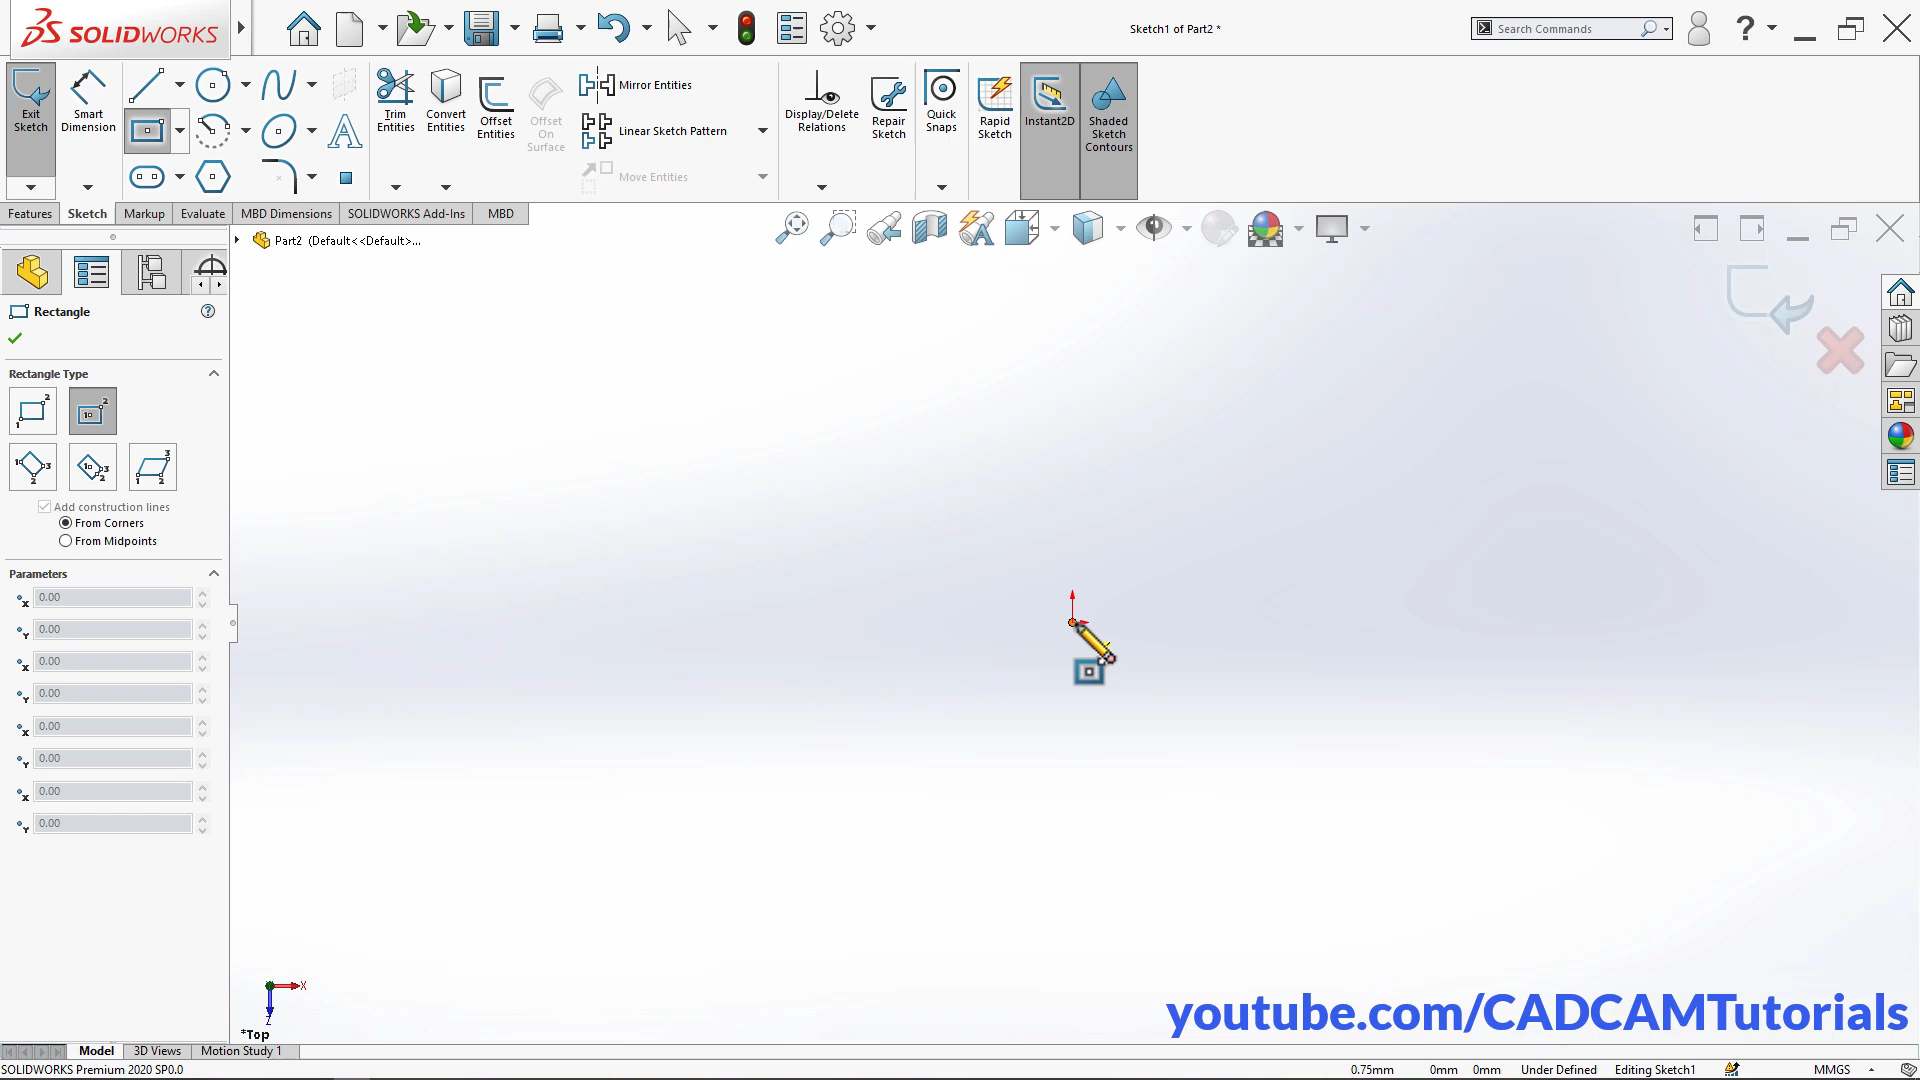 SOLIDWORKS
Sketch1 of Part2 *
Search Commands
?
Exit
Sketch
Smart
Dimension
Trim
Entities
Convert
Entities
Offset
Entities
Offset
On
Surface
Mirror Entities
Linear Sketch Pattern
Move Entities
Display/Delete
Relations
Repair
Sketch
Quick
Snaps
Rapid
Sketch
Instant2D
Shaded
Sketch
Contours
Features
Sketch
Markup
Evaluate
MBD Dimensions
SOLIDWORKS Add-Ins
MBD
Part2 (Default<<Default>...
Rectangle
Rectangle Type
Add construction lines
From Corners
From Midpoints
Parameters
x 0.00
Y 0.00
x 0.00
Y 0.00
x 0.00
Y 0.00
x 0.00
Y 0.00
X
Z
*Top
youtube.com/CADCAMTutorials
Model
3D Views
Motion Study 1
SOLIDWORKS Premium 2020 SP0.0
0.75mm 0mm 0mm Under Defined Editing Sketch1 MMGS